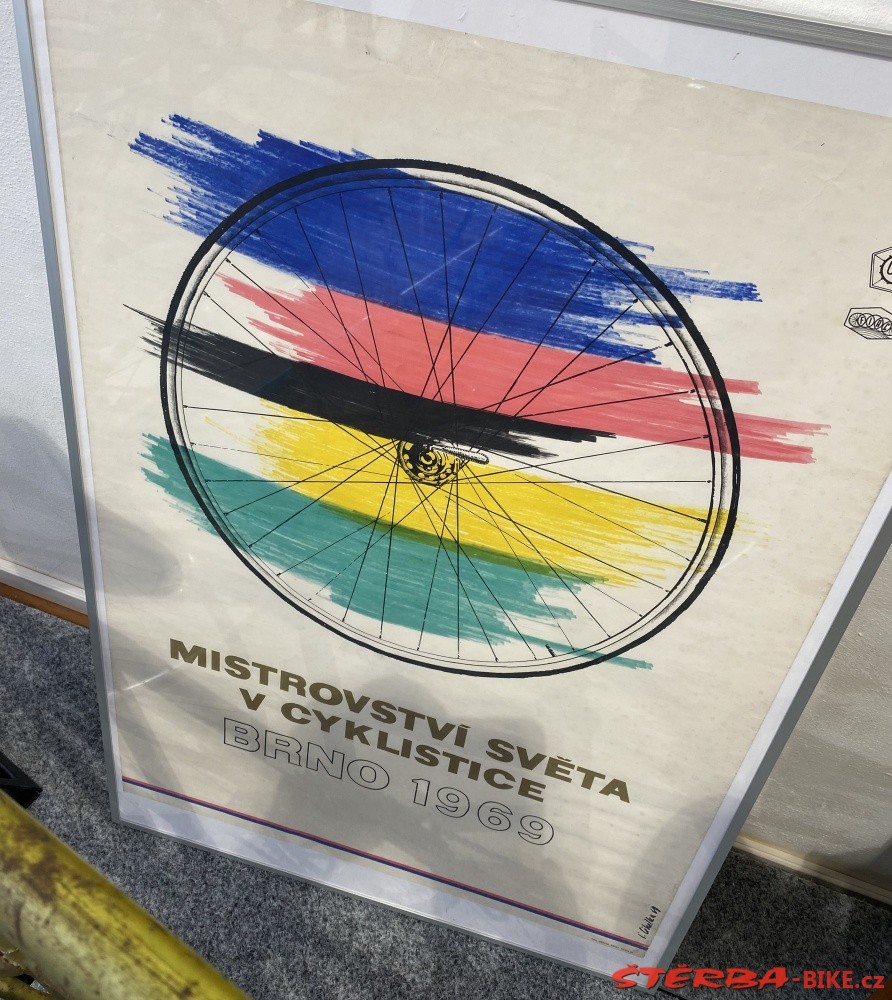 MISTROVSTVÍ SVĚTA
V CYKLISTICE
BRNO 1969
ŠTĚRBA-BIKE.cz